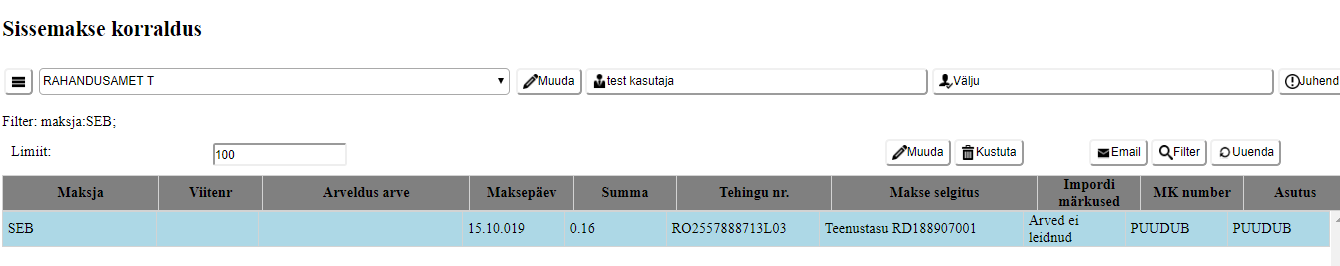 Sissemakse korraldus
RAHANDUSAMET T Muuda test kasutaja Välju Juhend
Filter: maksja:SEB;
Limiit: 100 Muuda Kustuta Email Filter Uuenda
Maksja Viitenr Arveldus arve Maksepäev Summa Tehingu nr. Makse selgitus Impordi märkused MK number Asutus
SEB 15.10.019 0.16 RO2557888713L03 Teenustasu RD188907001 Arved ei leidnud PUUDUB PUUDUB